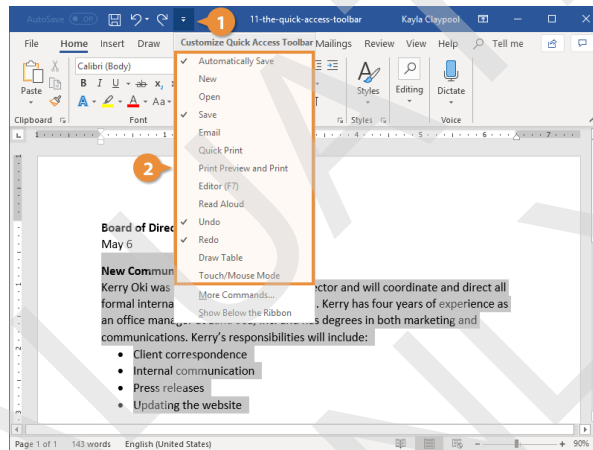 AutoSave Off 11-the-quick-access-toolbar Kayla Claypool
1
File Home Insert Draw Mailings Review View Help Tell me
Customize Quick Access Toolbar
Automatically Save
New
Open
Save
Email
Quick Print
Print Preview and Print
Editor (F7)
Read Aloud
Undo
Redo
Draw Table
Touch/Mouse Mode
More Commands...
Show Below the Ribbon
2
Paste
Clipboard
Calibri (Body)
B I U ab x
A A Aa
Font
Styles
Styles
Editing
Dictate
Voice
Board of Direc
May 6
New Commun
Kerry Oki was ector and will coordinate and direct all
formal interna . Kerry has four years of experience as
an office manager degrees in both marketing and
communications. Kerry's responsibilities will include:
• Client correspondence
• Internal communication
• Press releases
• Updating the website
Page 1 of 1 143 words English (United States) 90%